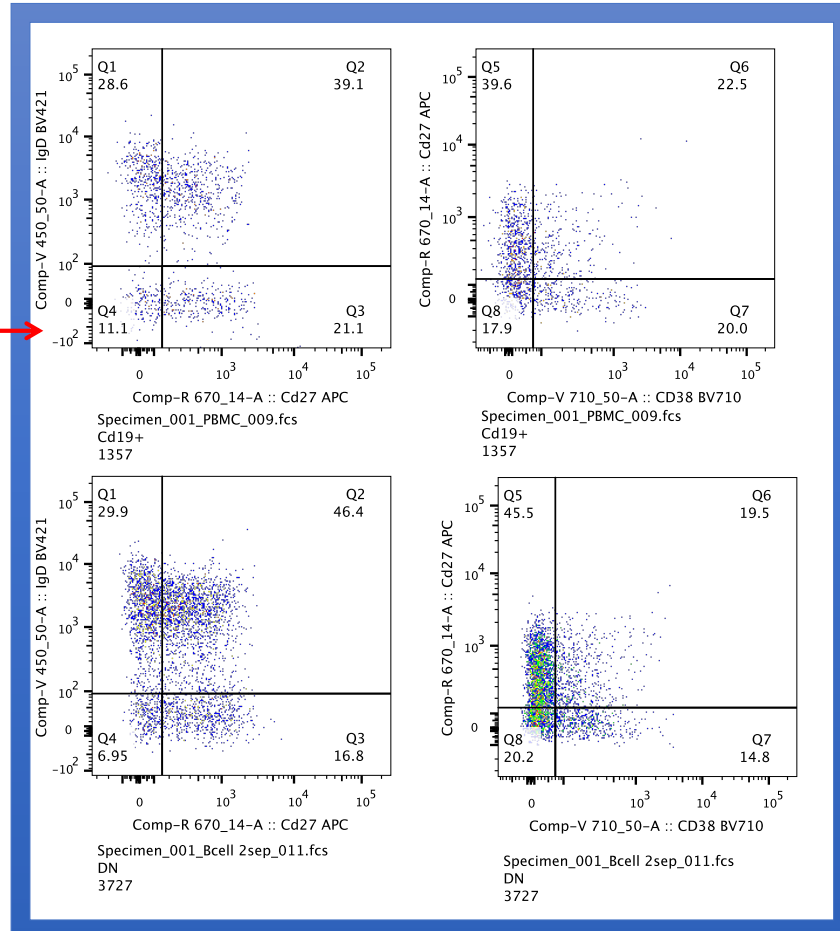 Q1
28.6
Q2
39.1
Q4
11.1
Q3
21.1
10^5
10^4
10^3
10^2
0
-10^2
Comp-V 450_50-A :: IgD BV421
0
10^3
10^4
10^5
Comp-R 670_14-A :: Cd27 APC
Specimen_001_PBMC_009.fcs
Cd19+
1357
Q5
39.6
Q6
22.5
Q8
17.9
Q7
20.0
10^5
10^4
10^3
0
Comp-R 670_14-A :: Cd27 APC
0
10^3
10^4
10^5
Comp-V 710_50-A :: CD38 BV710
Specimen_001_PBMC_009.fcs
Cd19+
1357
Q1
29.9
Q2
46.4
Q4
6.95
Q3
16.8
10^5
10^4
10^3
10^2
0
-10^2
Comp-V 450_50-A :: IgD BV421
0
10^3
10^4
10^5
Comp-R 670_14-A :: Cd27 APC
Specimen_001_Bcell 2sep_011.fcs
DN
3727
Q5
45.5
Q6
19.5
Q8
20.2
Q7
14.8
10^5
10^4
10^3
0
Comp-R 670_14-A :: Cd27 APC
0
10^3
10^4
10^5
Comp-V 710_50-A :: CD38 BV710
Specimen_001_Bcell 2sep_011.fcs
DN
3727